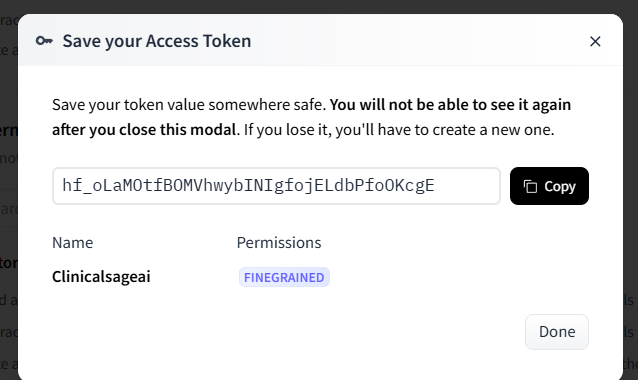 Save your Access Token
Save your token value somewhere safe. You will not be able to see it again
after you close this modal. If you lose it, you'll have to create a new one.
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
Copy
Name Permissions
Clinicalsageai FINEGRAINED
Done